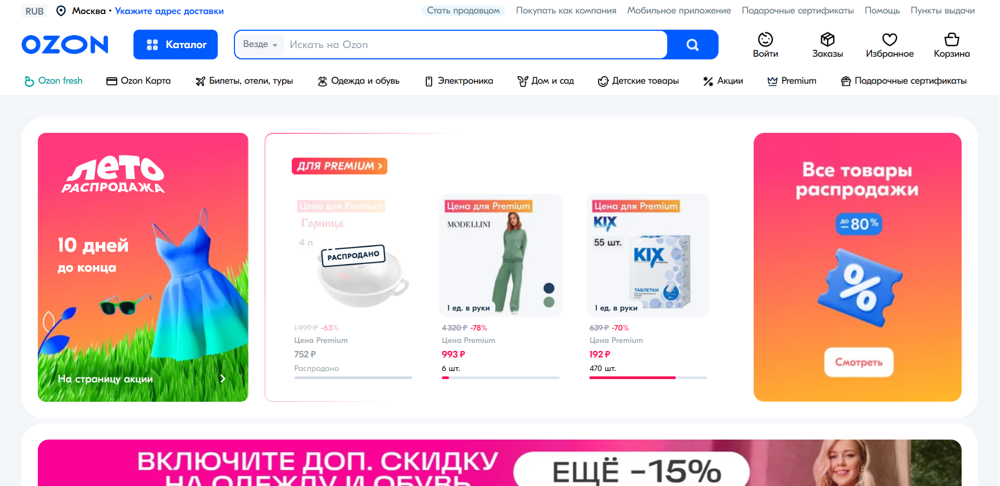 RUB Москва • Укажите адрес доставки
Стать продавцом Покупать как компания Мобильное приложение Подарочные сертификаты Помощь Пункты выдачи
OZON
Каталог
Везде
Искать на Ozon
Войти
Заказы
Избранное
Корзина
Ozon fresh Ozon Карта Билеты, отели, туры Одежда и обувь Электроника Дом и сад Детские товары Акции Premium Подарочные сертификаты
ЛЕТО
РАСПРОДАЖА
10 дней
до конца
На страницу акции
ДЛЯ PREMIUM
Цена для Premium
Горница
4 л
РАСПРОДАНО
1 999 ₽ -63%
Цена Premium
752 ₽
Распродано
Цена для Premium
MODELLINI
1 ед. в руки
4 320 ₽ -78%
Цена Premium
993 ₽
6 шт.
Цена для Premium
KIX
55 шт.
KIX
STANDARD
ТАБЛЕТКИ
1 ед. в руки
639 ₽ -70%
Цена Premium
192 ₽
470 шт.
Все товары
распродажи
до 80%
%
Смотреть
ВКЛЮЧИТЕ ДОП. СКИДКУ
НА ОДЕЖДУ И ОБУВЬ
ЕЩЁ -15%